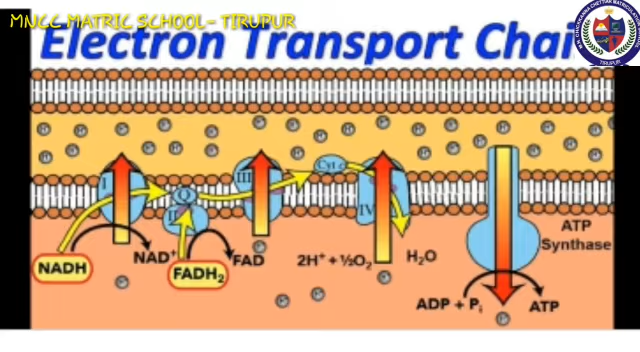 MNCC MATRIC SCHOOL- TIRUPUR
Electron Transport Chai
TIRUPUR
I
II
III
IV
Q
Cyt c
NADH
NAD⁺
FADH₂
FAD
2H⁺ + ½O₂
H₂O
ATP
Synthase
ADP + Pᵢ
ATP